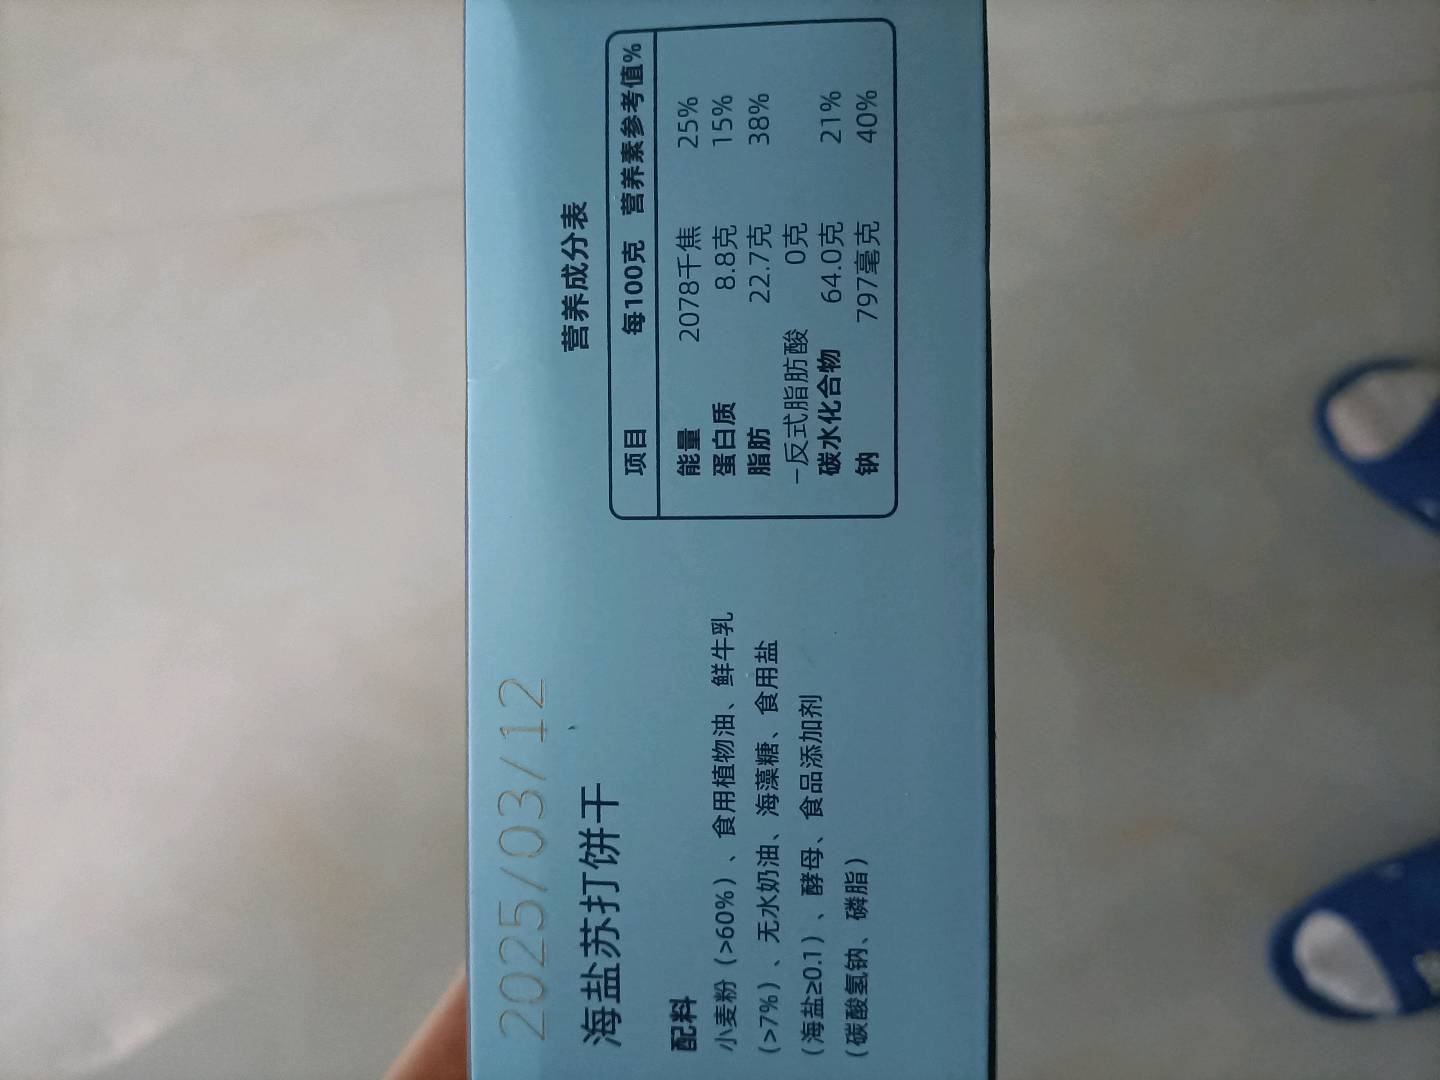 2025/03/12
海盐苏打饼干
配料
小麦粉（>60%）、食用植物油、鲜牛乳
（>7%）、无水奶油、海藻糖、食用盐
（海盐≥0.1）、酵母、食品添加剂
（碳酸氢钠、磷脂）
营养成分表
项目 每100克 营养素参考值%
能量 2078千焦 25%
蛋白质 8.8克 15%
脂肪 22.7克 38%
-反式脂肪酸 0克
碳水化合物 64.0克 21%
钠 797毫克 40%